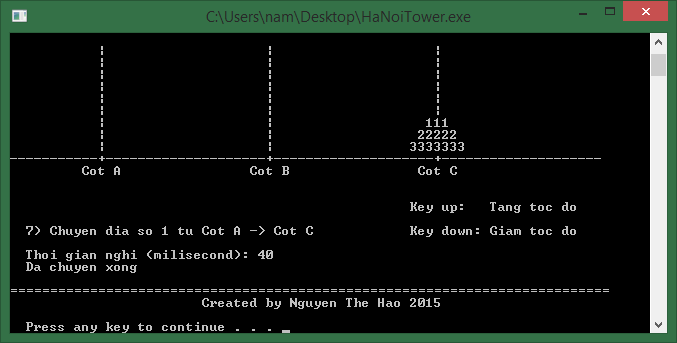 C:\Users\nam\Desktop\HaNoiTower.exe
111
22222
3333333
Cot A Cot B Cot C
Key up: Tang toc do
7) Chuyen dia so 1 tu Cot A -> Cot C Key down: Giam toc do
Thoi gian nghi (milisecond): 40
Da chuyen xong
===========================================================================
Created by Nguyen The Hao 2015
Press any key to continue . . . _